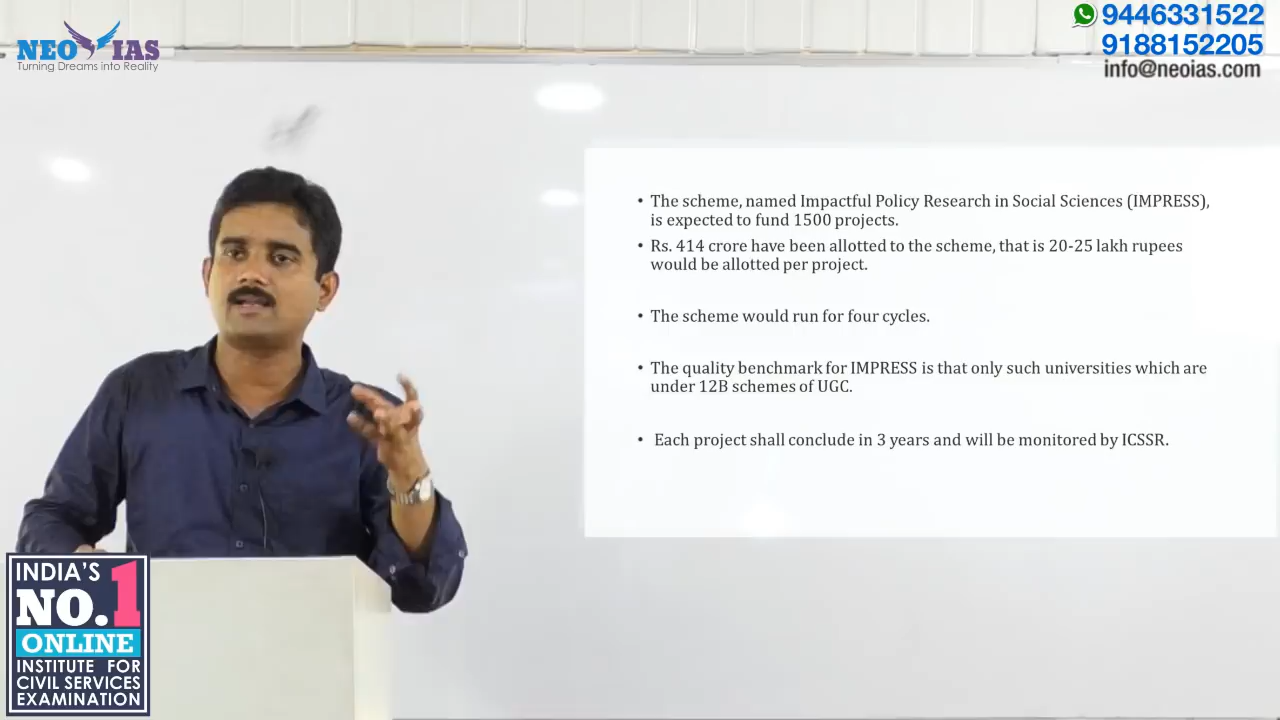 NEO IAS
Turning Dreams into Reality
9446331522
9188152205
info@neoias.com
• The scheme, named Impactful Policy Research in Social Sciences (IMPRESS),
is expected to fund 1500 projects.
• Rs. 414 crore have been allotted to the scheme, that is 20-25 lakh rupees
would be allotted per project.
• The scheme would run for four cycles.
• The quality benchmark for IMPRESS is that only such universities which are
under 12B schemes of UGC.
• Each project shall conclude in 3 years and will be monitored by ICSSR.
INDIA'S
NO.1
ONLINE
INSTITUTE FOR
CIVIL SERVICES
EXAMINATION